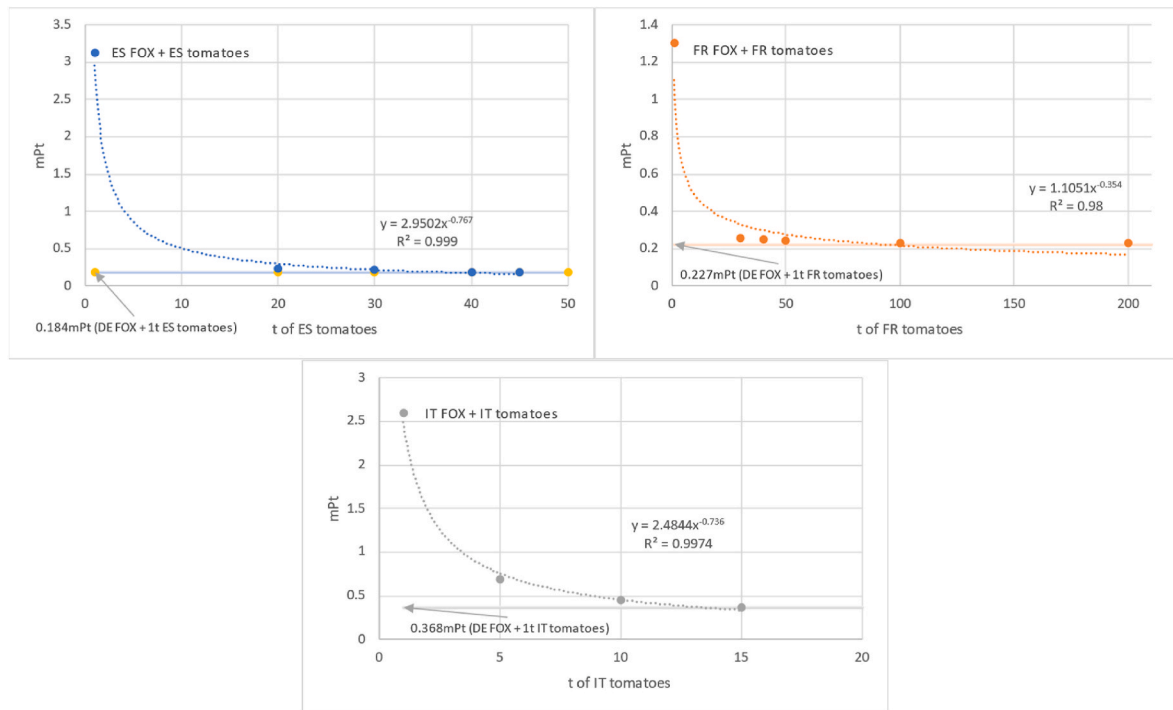 3.5
3
2.5
2
1.5
1
0.5
0
mPt
ES FOX + ES tomatoes
y = 2.9502x^-0.767
R² = 0.999
0 10 20 30 40 50
0.184mPt (DE FOX + 1t ES tomatoes)
t of ES tomatoes
1.4
1.2
1
0.8
0.6
0.4
0.2
0
mPt
FR FOX + FR tomatoes
y = 1.1051x^-0.354
R² = 0.98
0.227mPt (DE FOX + 1t FR tomatoes)
0 50 100 150 200
t of FR tomatoes
3
2.5
2
1.5
1
0.5
0
mPt
IT FOX + IT tomatoes
y = 2.4844x^-0.736
R² = 0.9974
0.368mPt (DE FOX + 1t IT tomatoes)
0 5 10 15 20
t of IT tomatoes